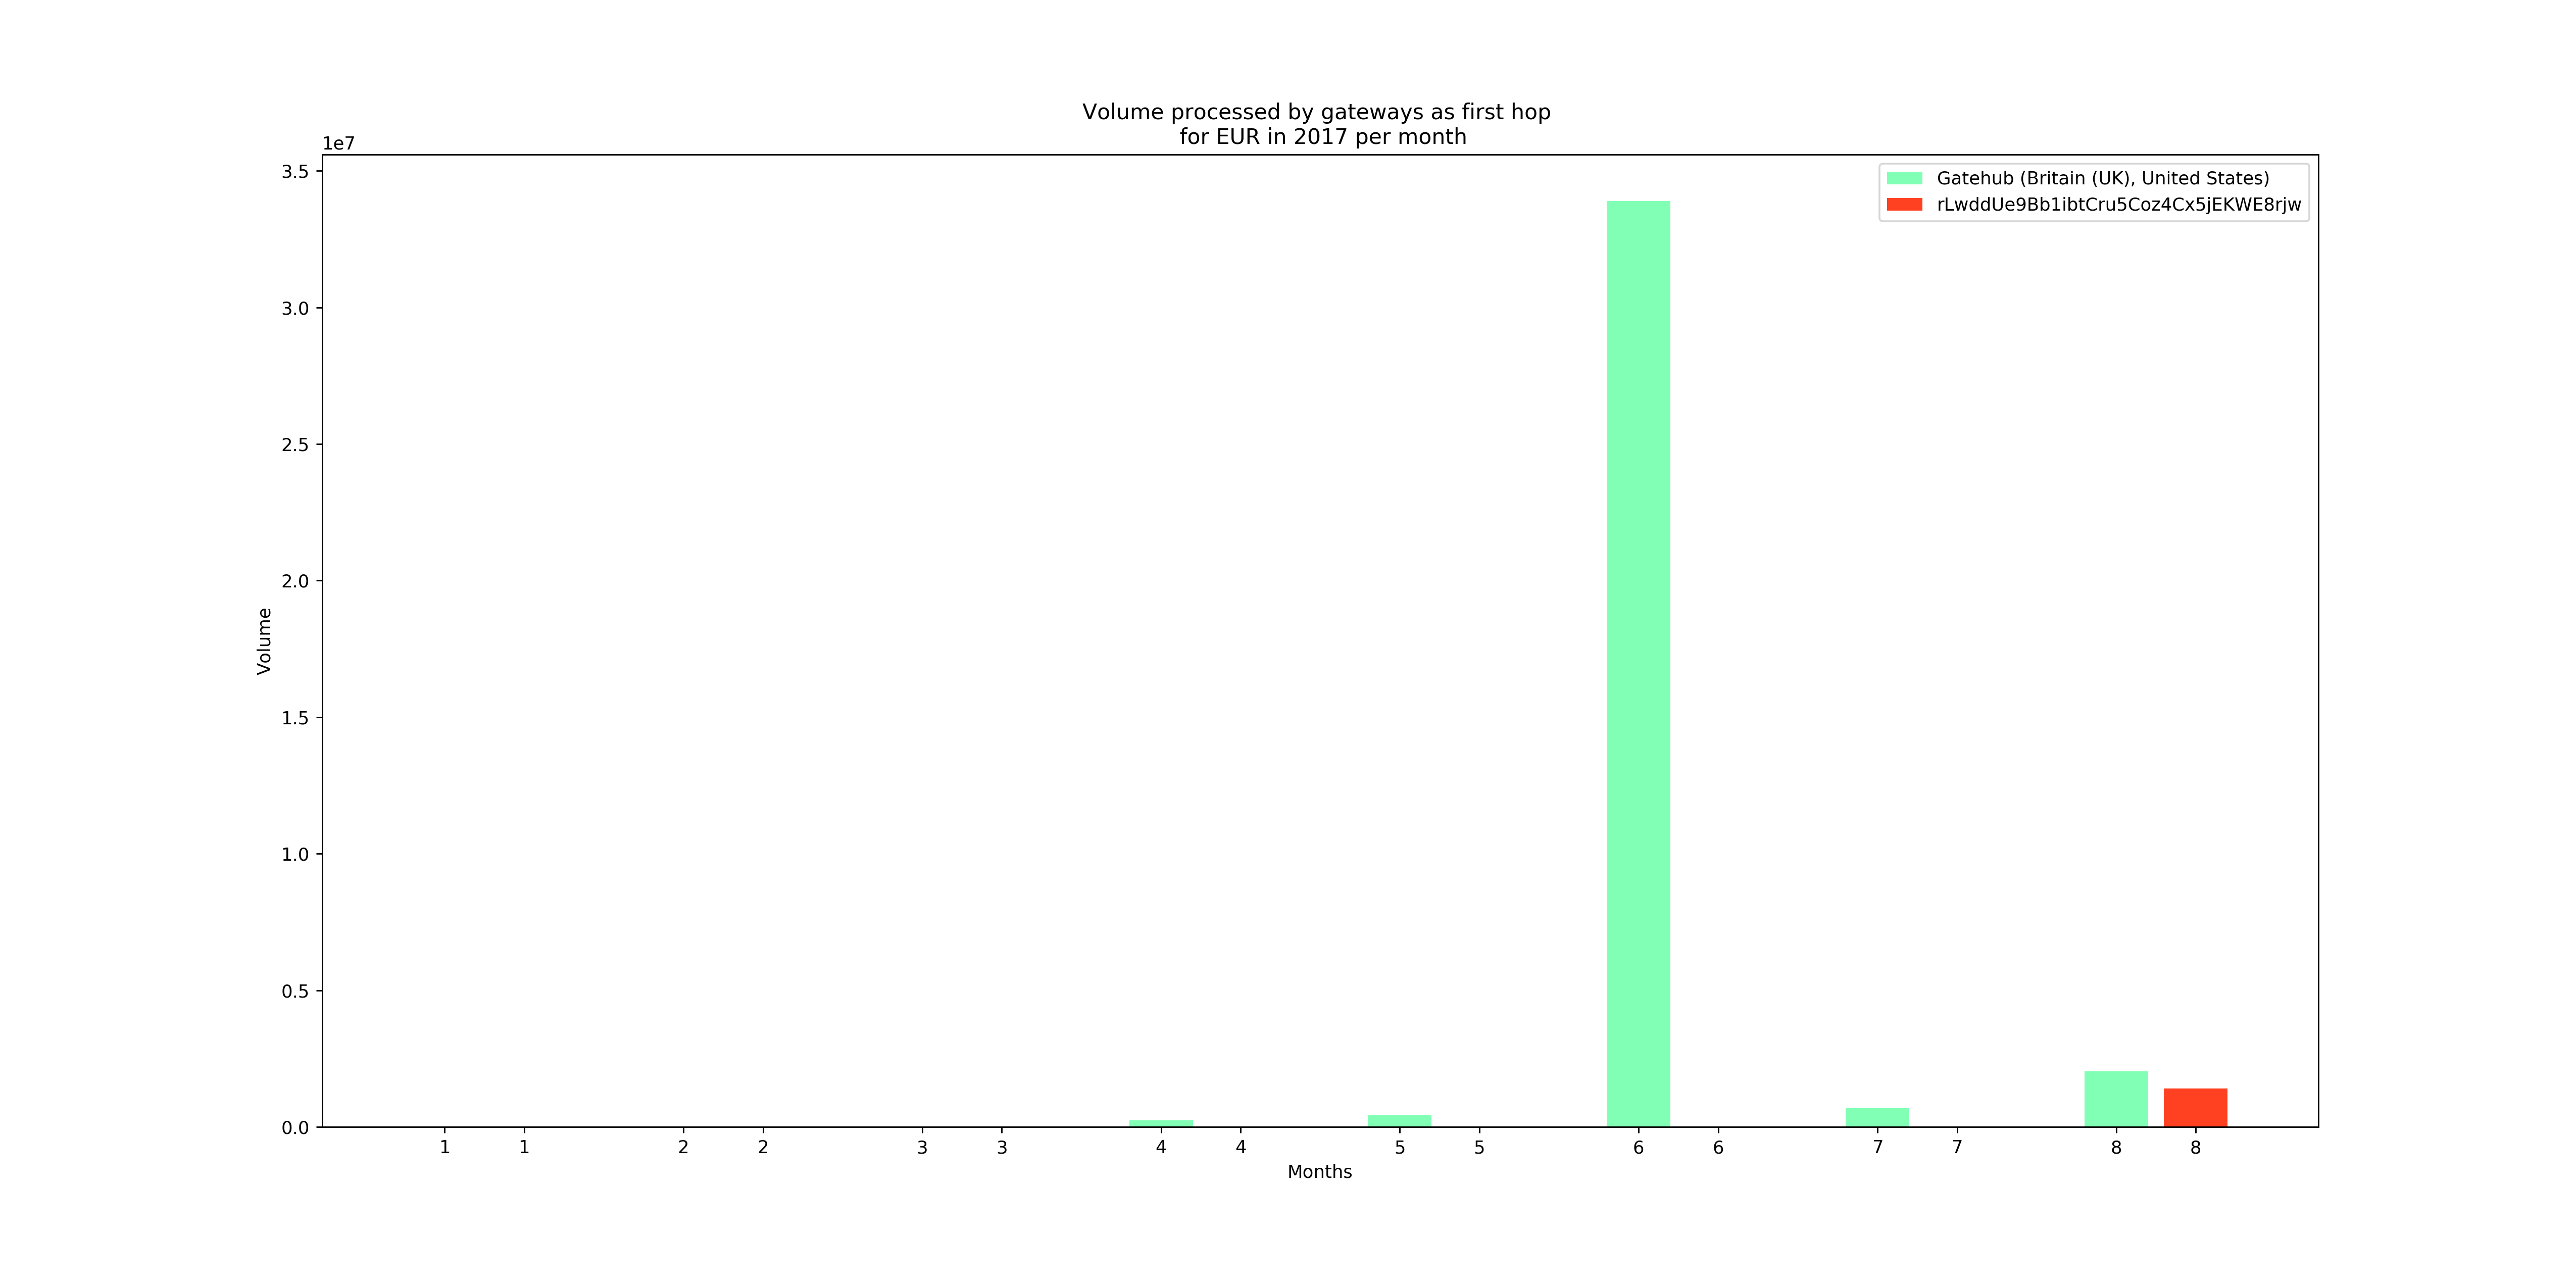 Volume processed by gateways as first hop
for EUR in 2017 per month
1e7
3.5
3.0
2.5
2.0
1.5
1.0
0.5
0.0
Volume
Gatehub (Britain (UK), United States)
rLwddUe9Bb1ibtCru5Coz4Cx5jEKWE8rjw
1 1 2 2 3 3 4 4 5 5 6 6 7 7 8 8
Months